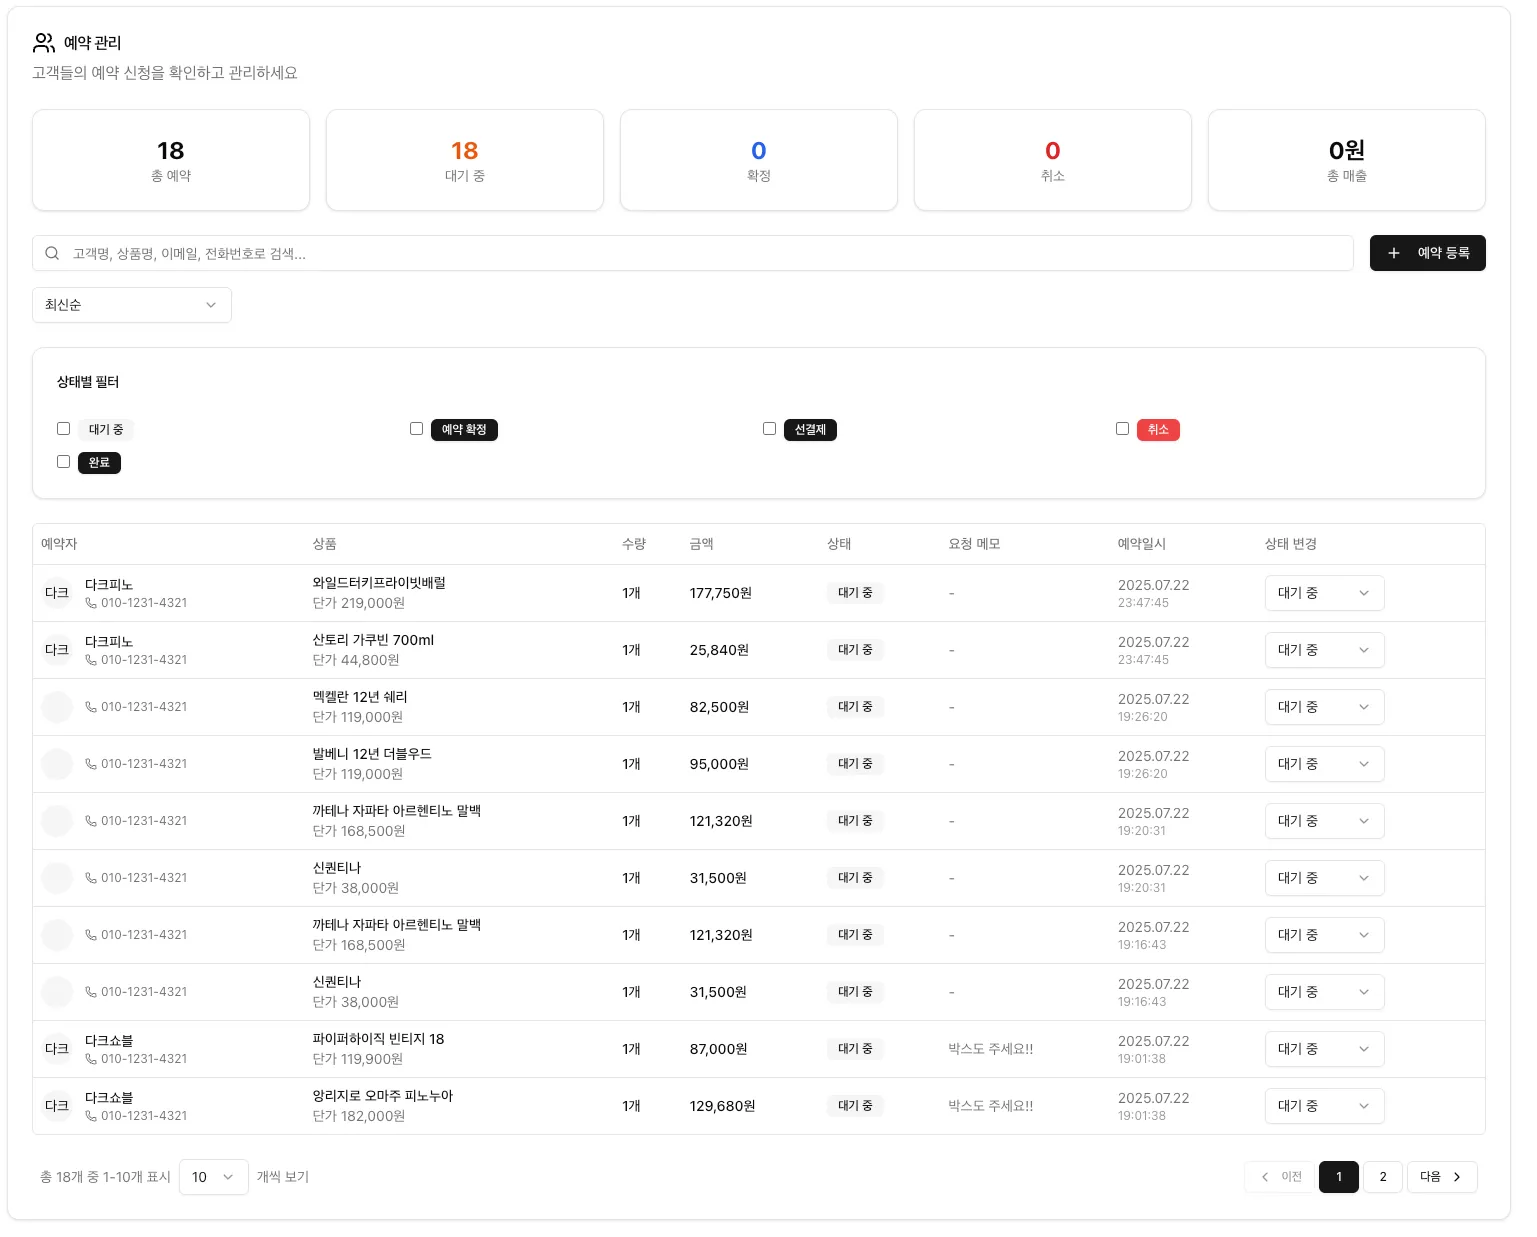 예약 관리
고객들의 예약 신청을 확인하고 관리하세요
18
총 예약
18
대기 중
0
확정
0
취소
0원
총 매출
고객명, 상품명, 이메일, 전화번호로 검색...
예약 등록
최신순
상태별 필터
대기 중 예약 확정 선결제 취소
완료
예약자 상품 수량 금액 상태 요청 메모 예약일시 상태 변경
다크 다크피노 010-1231-4321 와일드터키프라이빗배럴 단가 219,000원 1개 177,750원 대기 중 - 2025.07.22 23:47:45 대기 중
다크 다크피노 010-1231-4321 산토리 가쿠빈 700ml 단가 44,800원 1개 25,840원 대기 중 - 2025.07.22 23:47:45 대기 중
010-1231-4321 멕켈란 12년 쉐리 단가 119,000원 1개 82,500원 대기 중 - 2025.07.22 19:26:20 대기 중
010-1231-4321 발베니 12년 더블우드 단가 119,000원 1개 95,000원 대기 중 - 2025.07.22 19:26:20 대기 중
010-1231-4321 까테나 자파타 아르헨티노 말백 단가 168,500원 1개 121,320원 대기 중 - 2025.07.22 19:20:31 대기 중
010-1231-4321 신퀀티나 단가 38,000원 1개 31,500원 대기 중 - 2025.07.22 19:20:31 대기 중
010-1231-4321 까테나 자파타 아르헨티노 말백 단가 168,500원 1개 121,320원 대기 중 - 2025.07.22 19:16:43 대기 중
010-1231-4321 신퀀티나 단가 38,000원 1개 31,500원 대기 중 - 2025.07.22 19:16:43 대기 중
다크 다크쇼블 010-1231-4321 파이퍼하이직 빈티지 18 단가 119,900원 1개 87,000원 대기 중 박스도 주세요!! 2025.07.22 19:01:38 대기 중
다크 다크쇼블 010-1231-4321 앙리지로 오마주 피노누아 단가 182,000원 1개 129,680원 대기 중 박스도 주세요!! 2025.07.22 19:01:38 대기 중
총 18개 중 1-10개 표시 10 개씩 보기 이전 1 2 다음